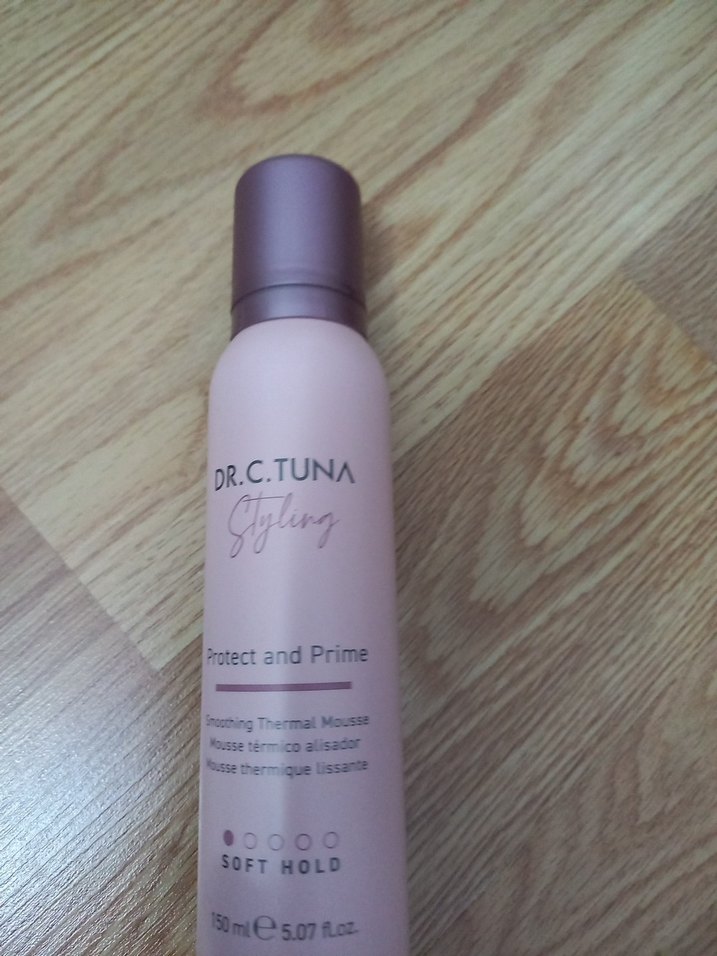 DR.C.TUNA
Styling
Protect and Prime
Smoothing Thermal Mousse
Mousse térmico alisador
Mousse thermique lissante
SOFT HOLD
150 ml e 5.07 fl.oz.